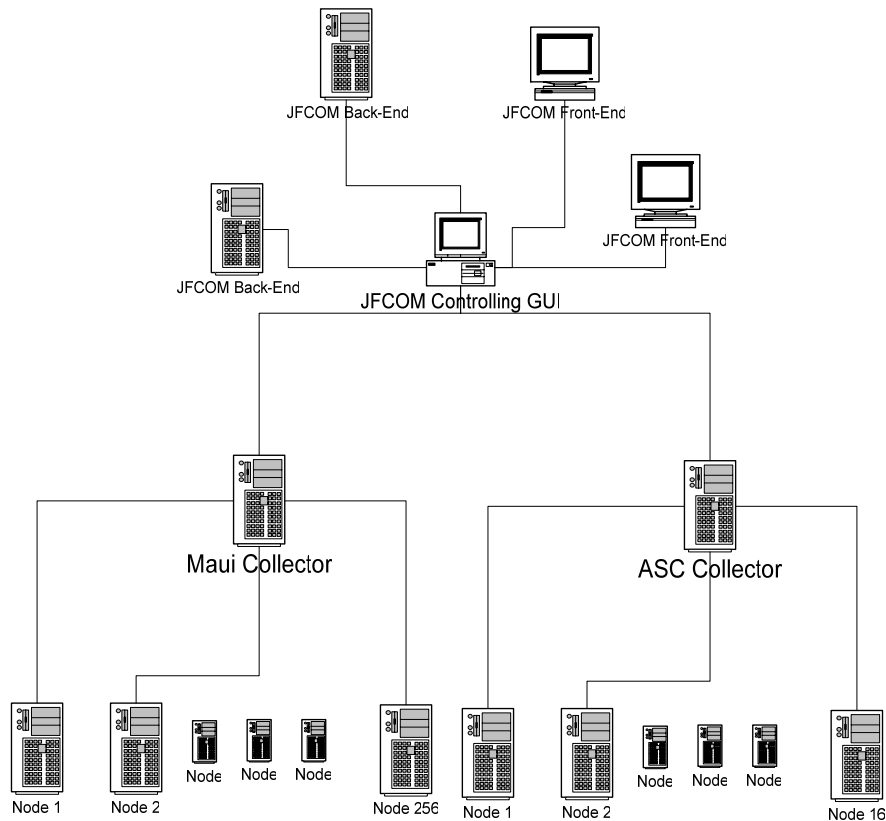 JFCOM Back-End
JFCOM Front-End
JFCOM Front-End
JFCOM Back-End
JFCOM Controlling GUI
Maui Collector
ASC Collector
Node 1
Node 2
Node
Node
Node
Node 256
Node 1
Node 2
Node
Node
Node
Node 16